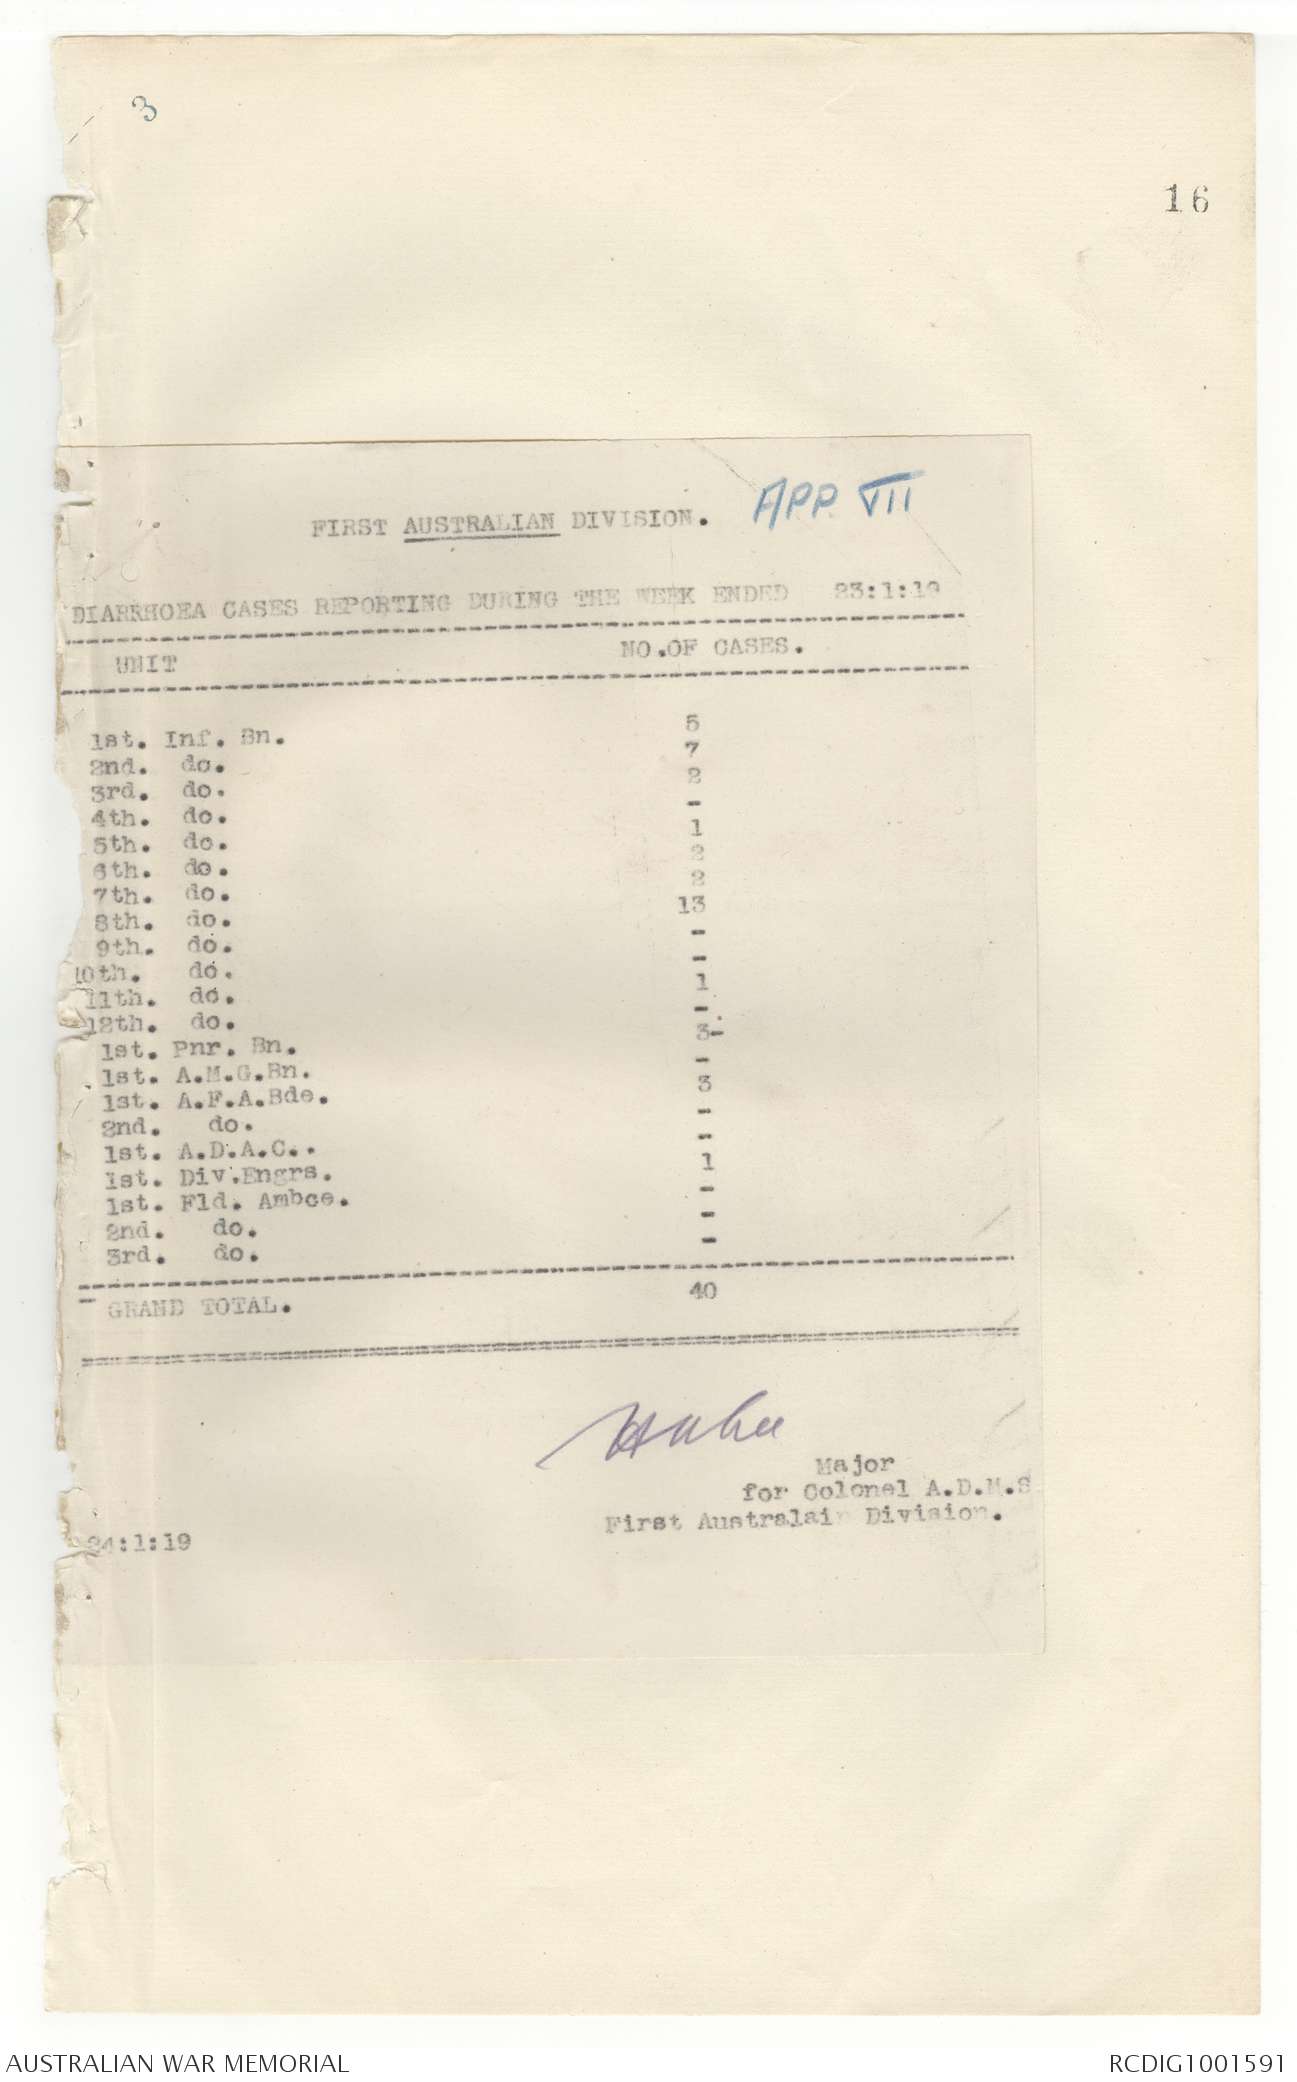 3
16
APP VII
FIRST AUSTRALIAN DIVISION.
DIARRHOEA CASES REPORTING DURING THE WEEK ENDED 23:1:19
UNIT NO.OF CASES.
1st. Inf. Bn. 5
2nd. do. 7
3rd. do. 2
4th. do. -
5th. do. 1
6th. do. 2
7th. do. 2
8th. do. 13
9th. do. -
10th. do. -
11th. do. 1
12th. do. -
1st. Pnr. Bn. 3-
1st. A.M.G.Bn. -
1st. A.F.A.Bde. 3
2nd. do. -
1st. A.D.A.C.. -
1st. Div.Engrs. 1
1st. Fld. Ambce. -
2nd. do. -
3rd. do. -
GRAND TOTAL. 40
Major
for Colonel A.D.M.S
First Australain Division.
24:1:19
AUSTRALIAN WAR MEMORIAL RCDIG1001591